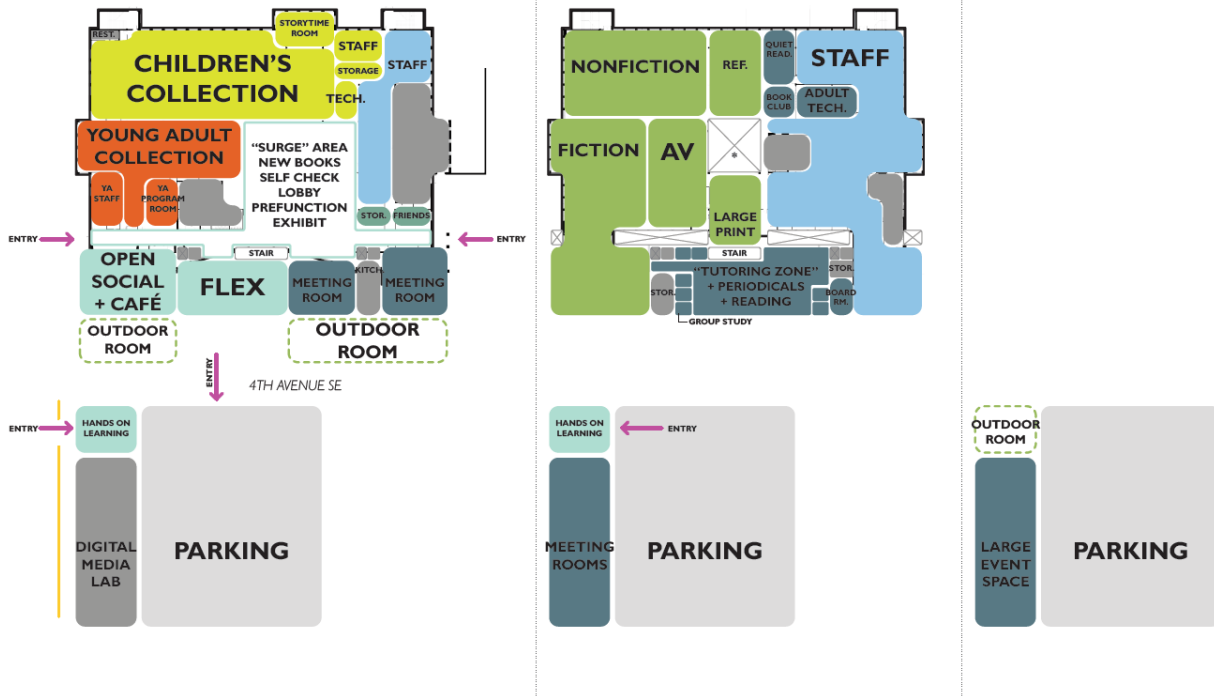 REST.
STORYTIME
ROOM
CHILDREN'S
COLLECTION
STAFF
STORAGE
TECH.
STAFF
YOUNG ADULT
COLLECTION
YA
STAFF
YA
PROGRAM
ROOM
“SURGE” AREA
NEW BOOKS
SELF CHECK
LOBBY
PREFUNCTION
EXHIBIT
STOR.
FRIENDS
ENTRY
ENTRY
STAIR
OPEN
SOCIAL
+ CAFÉ
FLEX
MEETING
ROOM
KITCH.
MEETING
ROOM
OUTDOOR
ROOM
OUTDOOR
ROOM
ENTRY
4TH AVENUE SE
ENTRY
HANDS ON
LEARNING
DIGITAL
MEDIA
LAB
PARKING
NONFICTION
REF.
QUIET
READ.
STAFF
BOOK
CLUB
ADULT
TECH.
FICTION
AV
LARGE
PRINT
STAIR
“TUTORING ZONE”
+ PERIODICALS
+ READING
STOR.
STOR.
BOARD
RM.
GROUP STUDY
HANDS ON
LEARNING
ENTRY
MEETING
ROOMS
PARKING
OUTDOOR
ROOM
LARGE
EVENT
SPACE
PARKING